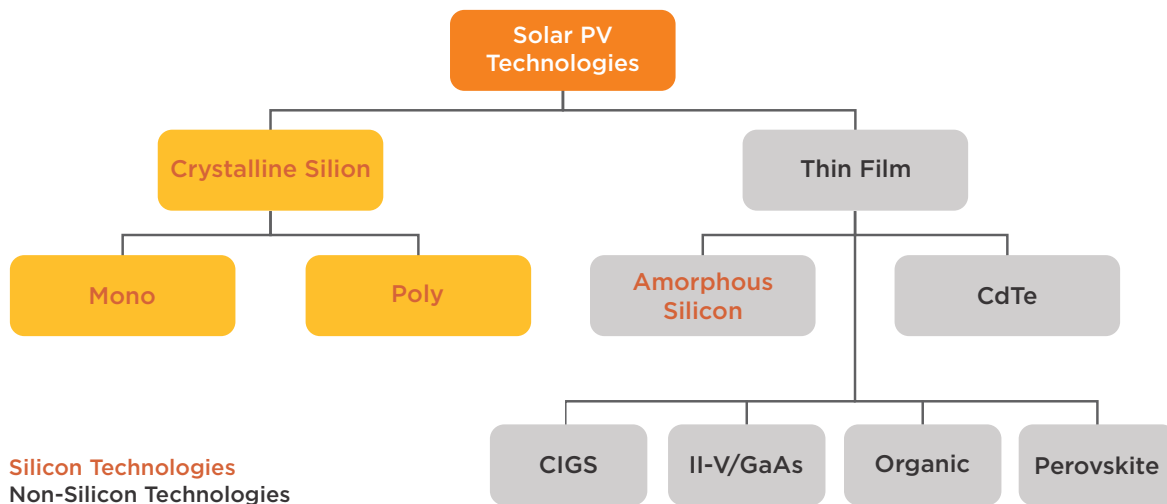 Solar PV
Technologies
Crystalline Silion
Thin Film
Mono
Poly
Amorphous
Silicon
CdTe
CIGS
II-V/GaAs
Organic
Perovskite
Silicon Technologies
Non-Silicon Technologies